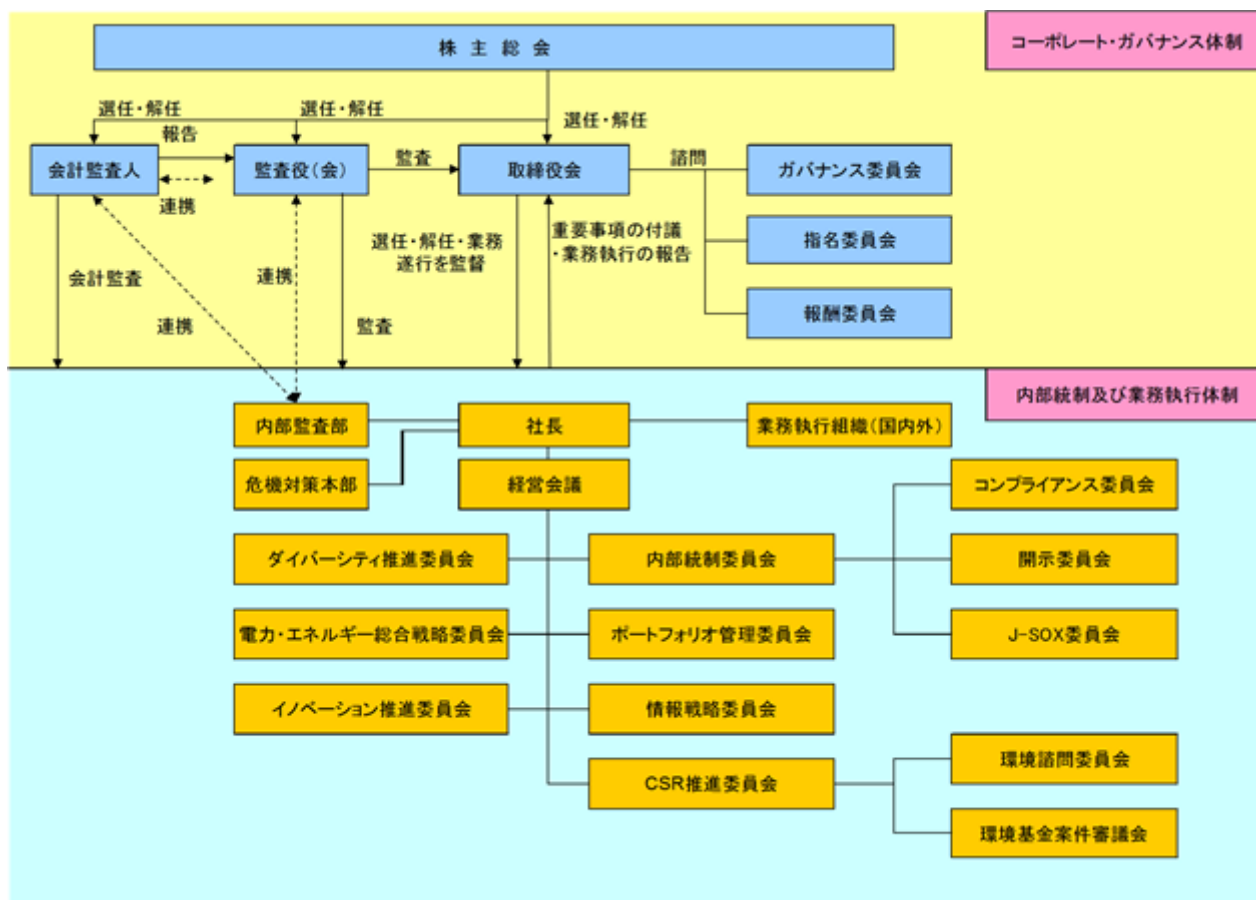 株主総会
コーポレート・ガバナンス体制
選任・解任
選任・解任
選任・解任
報告
会計監査人
監査役(会)
監査
取締役会
諮問
ガバナンス委員会
連携
指名委員会
選任・解任・業務
遂行を監督
重要事項の付議
・業務執行の報告
会計監査
連携
連携
監査
報酬委員会
内部統制及び業務執行体制
内部監査部
社長
業務執行組織(国内外)
危機対策本部
経営会議
コンプライアンス委員会
ダイバーシティ推進委員会
内部統制委員会
開示委員会
電力・エネルギー総合戦略委員会
ポートフォリオ管理委員会
J-SOX委員会
イノベーション推進委員会
情報戦略委員会
CSR推進委員会
環境諮問委員会
環境基金案件審議会